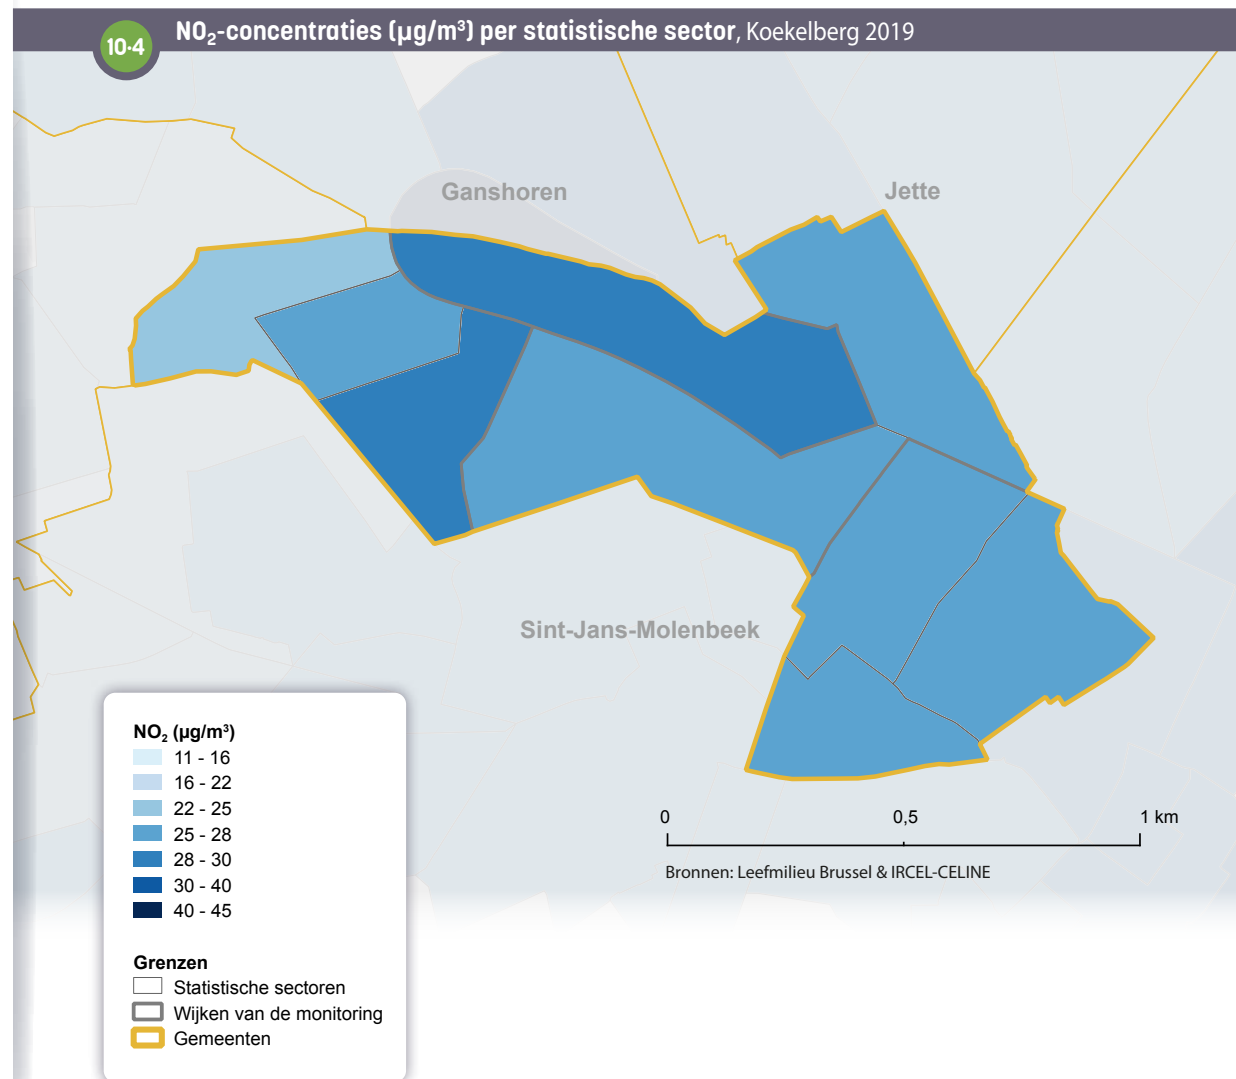 10·4
NO₂-concentraties (µg/m³) per statistische sector, Koekelberg 2019
Ganshoren
Jette
Sint-Jans-Molenbeek
NO₂ (µg/m³)
11 - 16
16 - 22
22 - 25
25 - 28
28 - 30
30 - 40
40 - 45
Grenzen
Statistische sectoren
Wijken van de monitoring
Gemeenten
0 0,5 1 km
Bronnen: Leefmilieu Brussel & IRCEL-CELINE